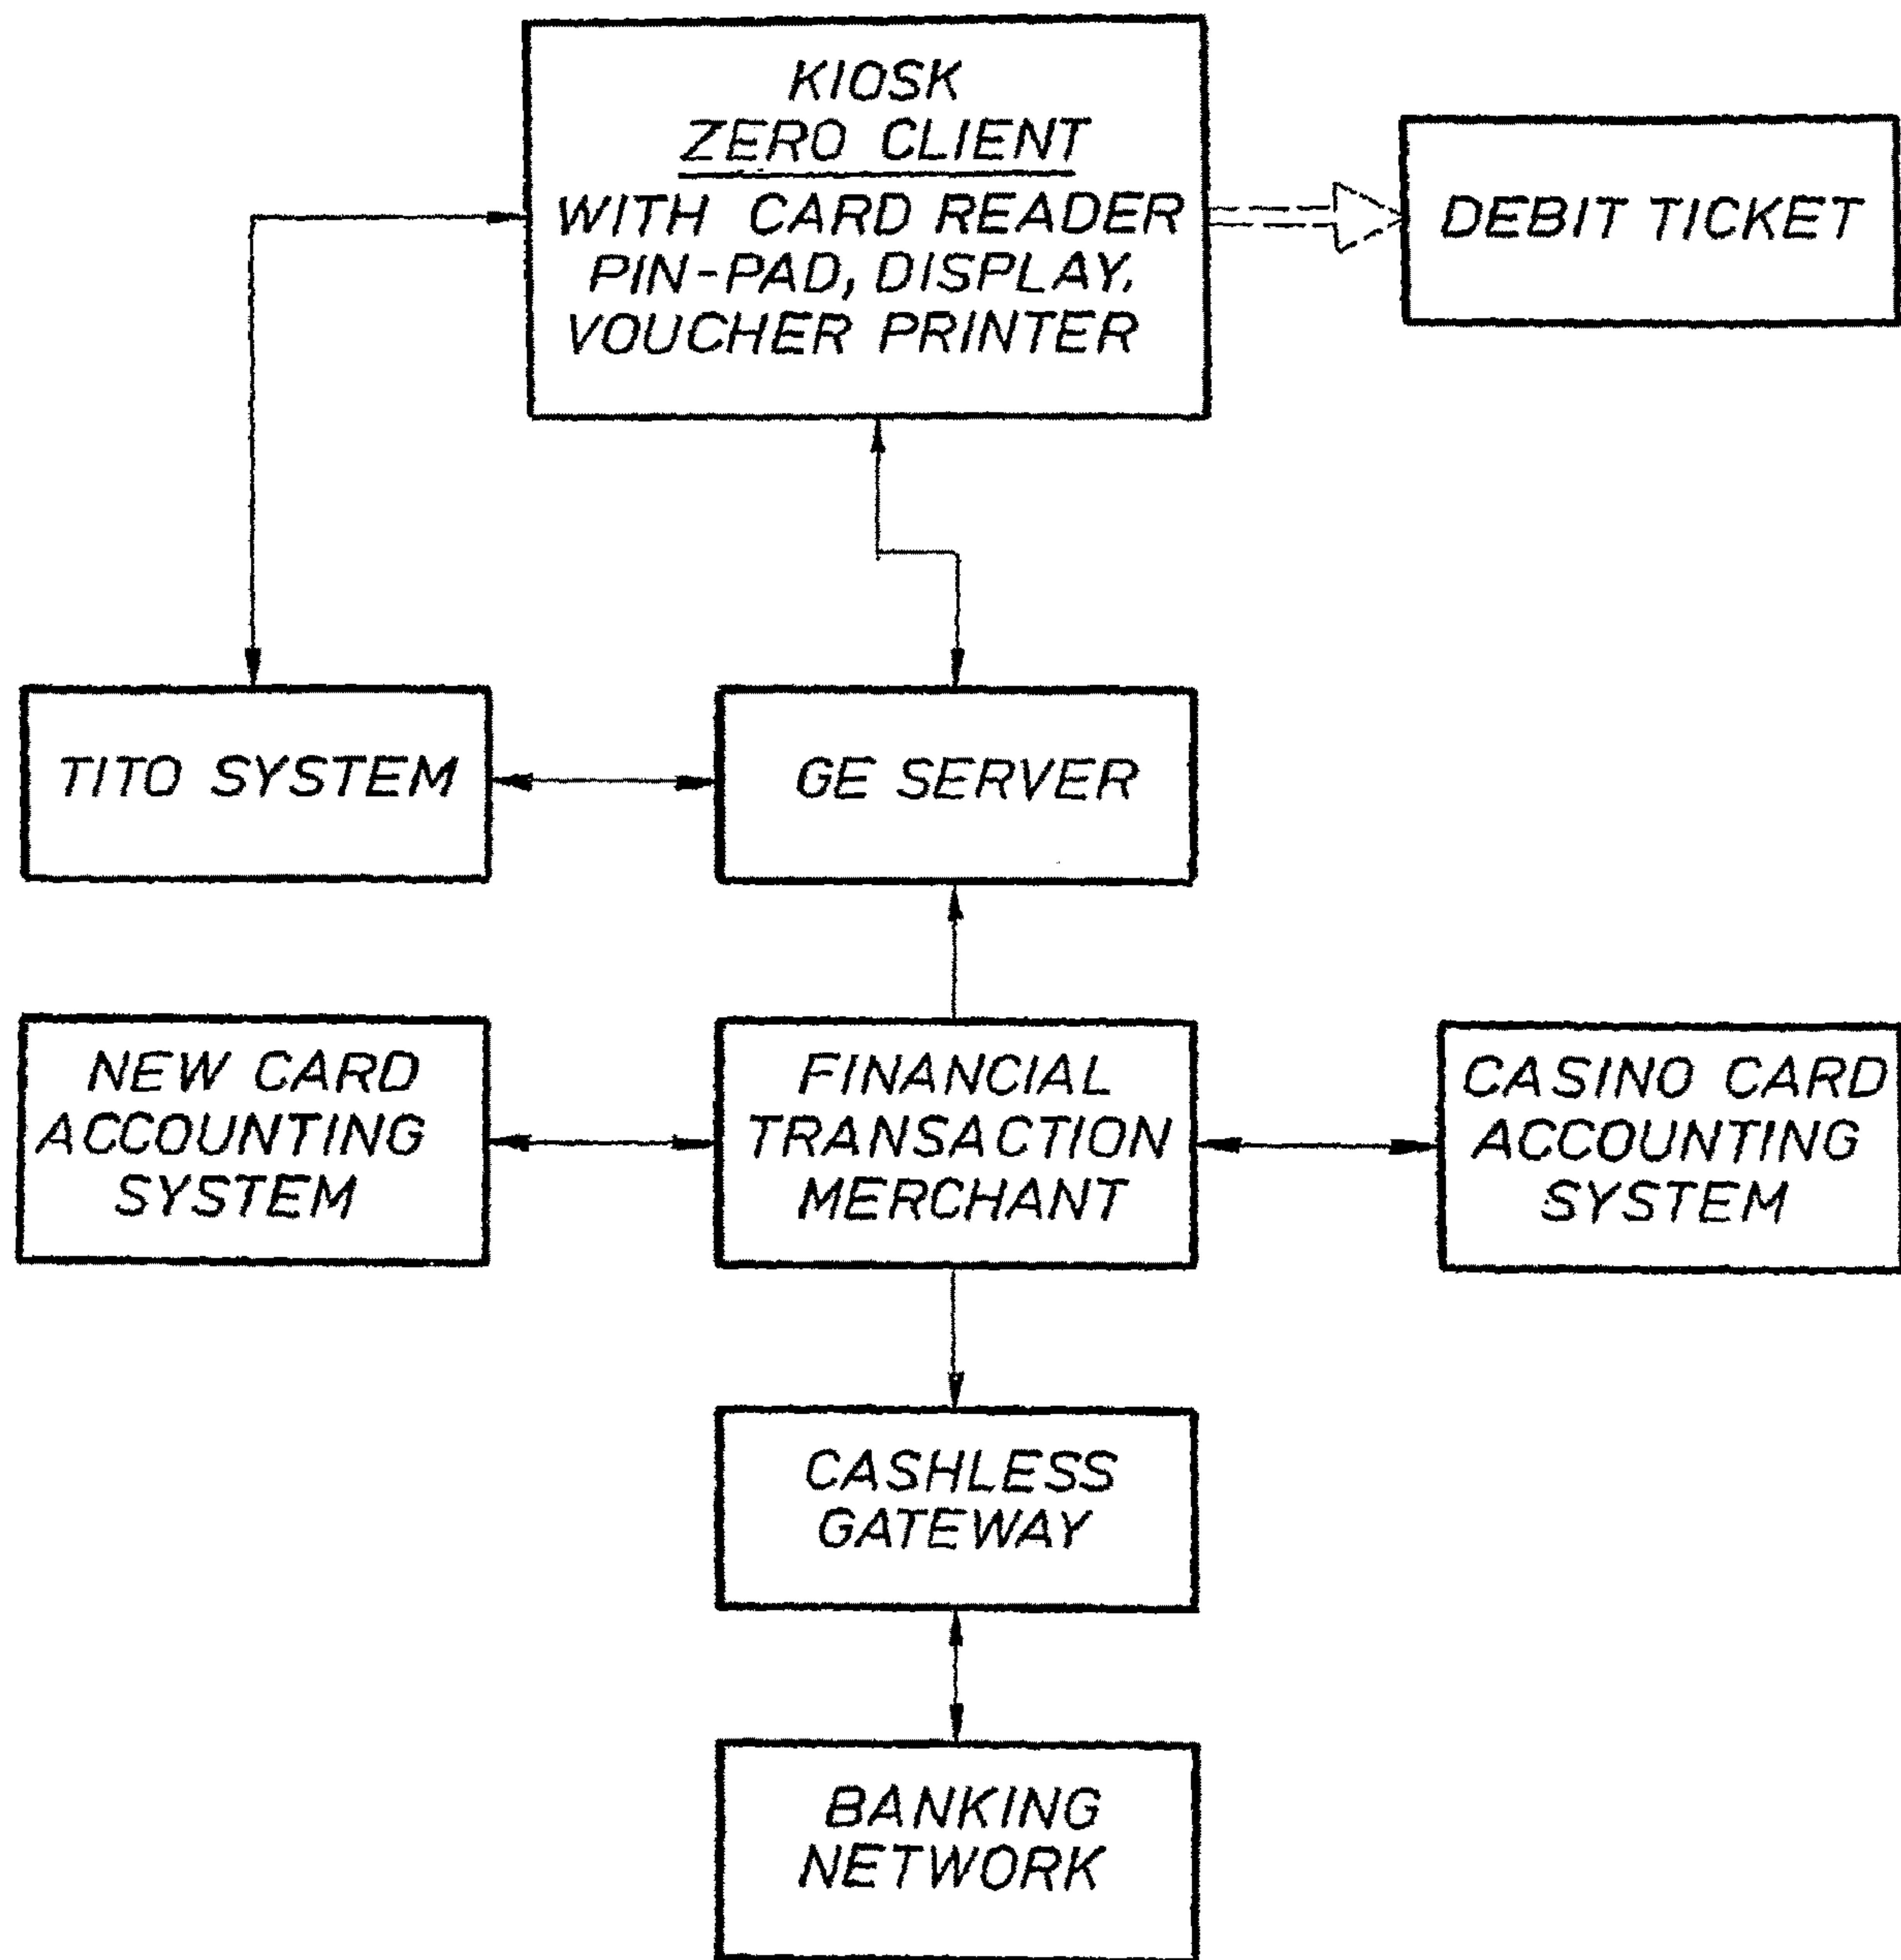 KIOSK
ZERO CLIENT
WITH CARD READER
PIN-PAD, DISPLAY,
VOUCHER PRINTER
DEBIT TICKET
TITO SYSTEM
GE SERVER
NEW CARD
ACCOUNTING
SYSTEM
FINANCIAL
TRANSACTION
MERCHANT
CASINO CARD
ACCOUNTING
SYSTEM
CASHLESS
GATEWAY
BANKING
NETWORK